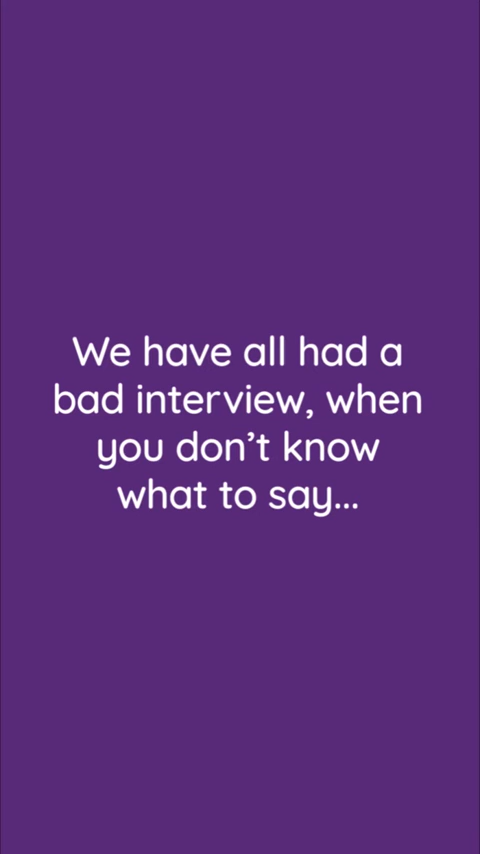 We have all had a
bad interview, when
you don’t know
what to say...